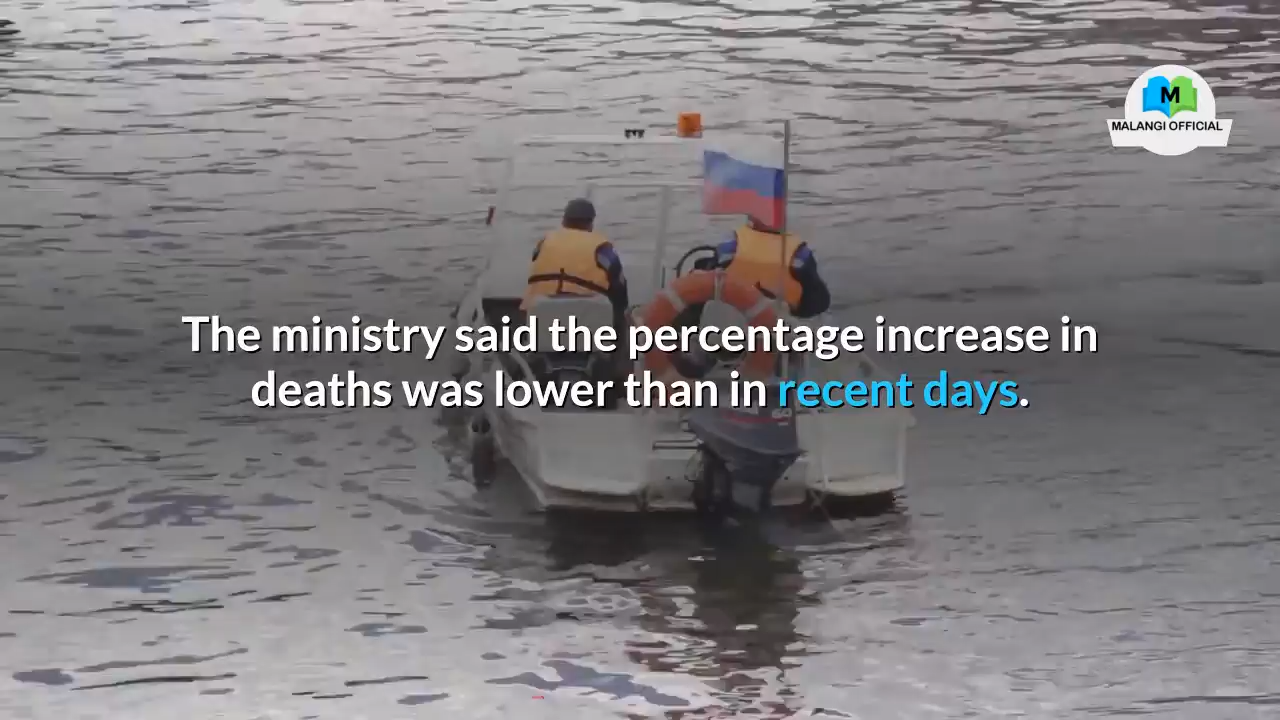 M
MALANGI OFFICIAL
The ministry said the percentage increase in
deaths was lower than in recent days.